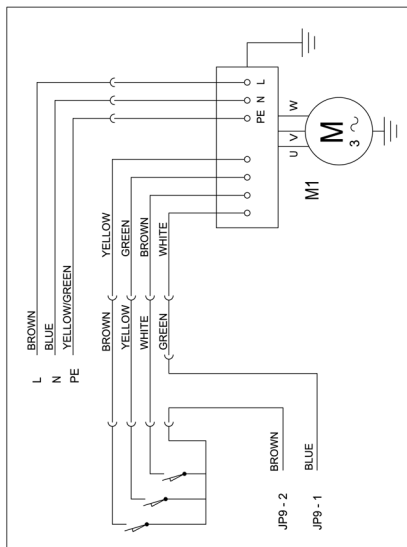 L
N
PE
BROWN
BLUE
YELLOW/GREEN
L
N
PE
YELLOW
GREEN
BROWN
WHITE
BROWN
YELLOW
WHITE
GREEN
W
V
U
M
3 ~
M1
BROWN
BLUE
JP9 - 2
JP9 - 1